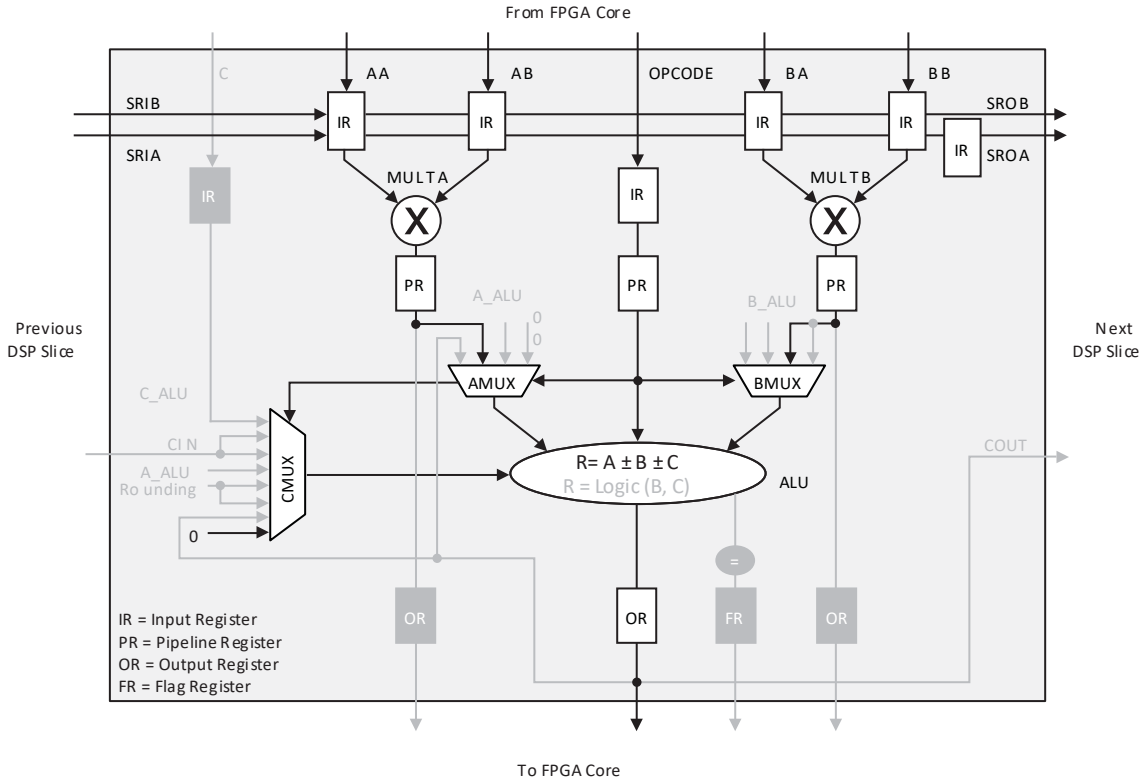 From FPGA Core
C
AA
AB
OPCODE
BA
BB
SRIB
SROB
IR
IR
IR
IR
SRIA
IR
SROA
MULTA
MULTB
IR
IR
X
X
PR
PR
PR
A_ALU
B_ALU
0
0
Previous
DSP Slice
Next
DSP Slice
AMUX
BMUX
C_ALU
CIN
COUT
A_ALU
Rounding
CMUX
R= A ± B ± C
R = Logic (B, C)
ALU
0
=
OR
OR
FR
OR
IR = Input Register
PR = Pipeline Register
OR = Output Register
FR = Flag Register
To FPGA Core